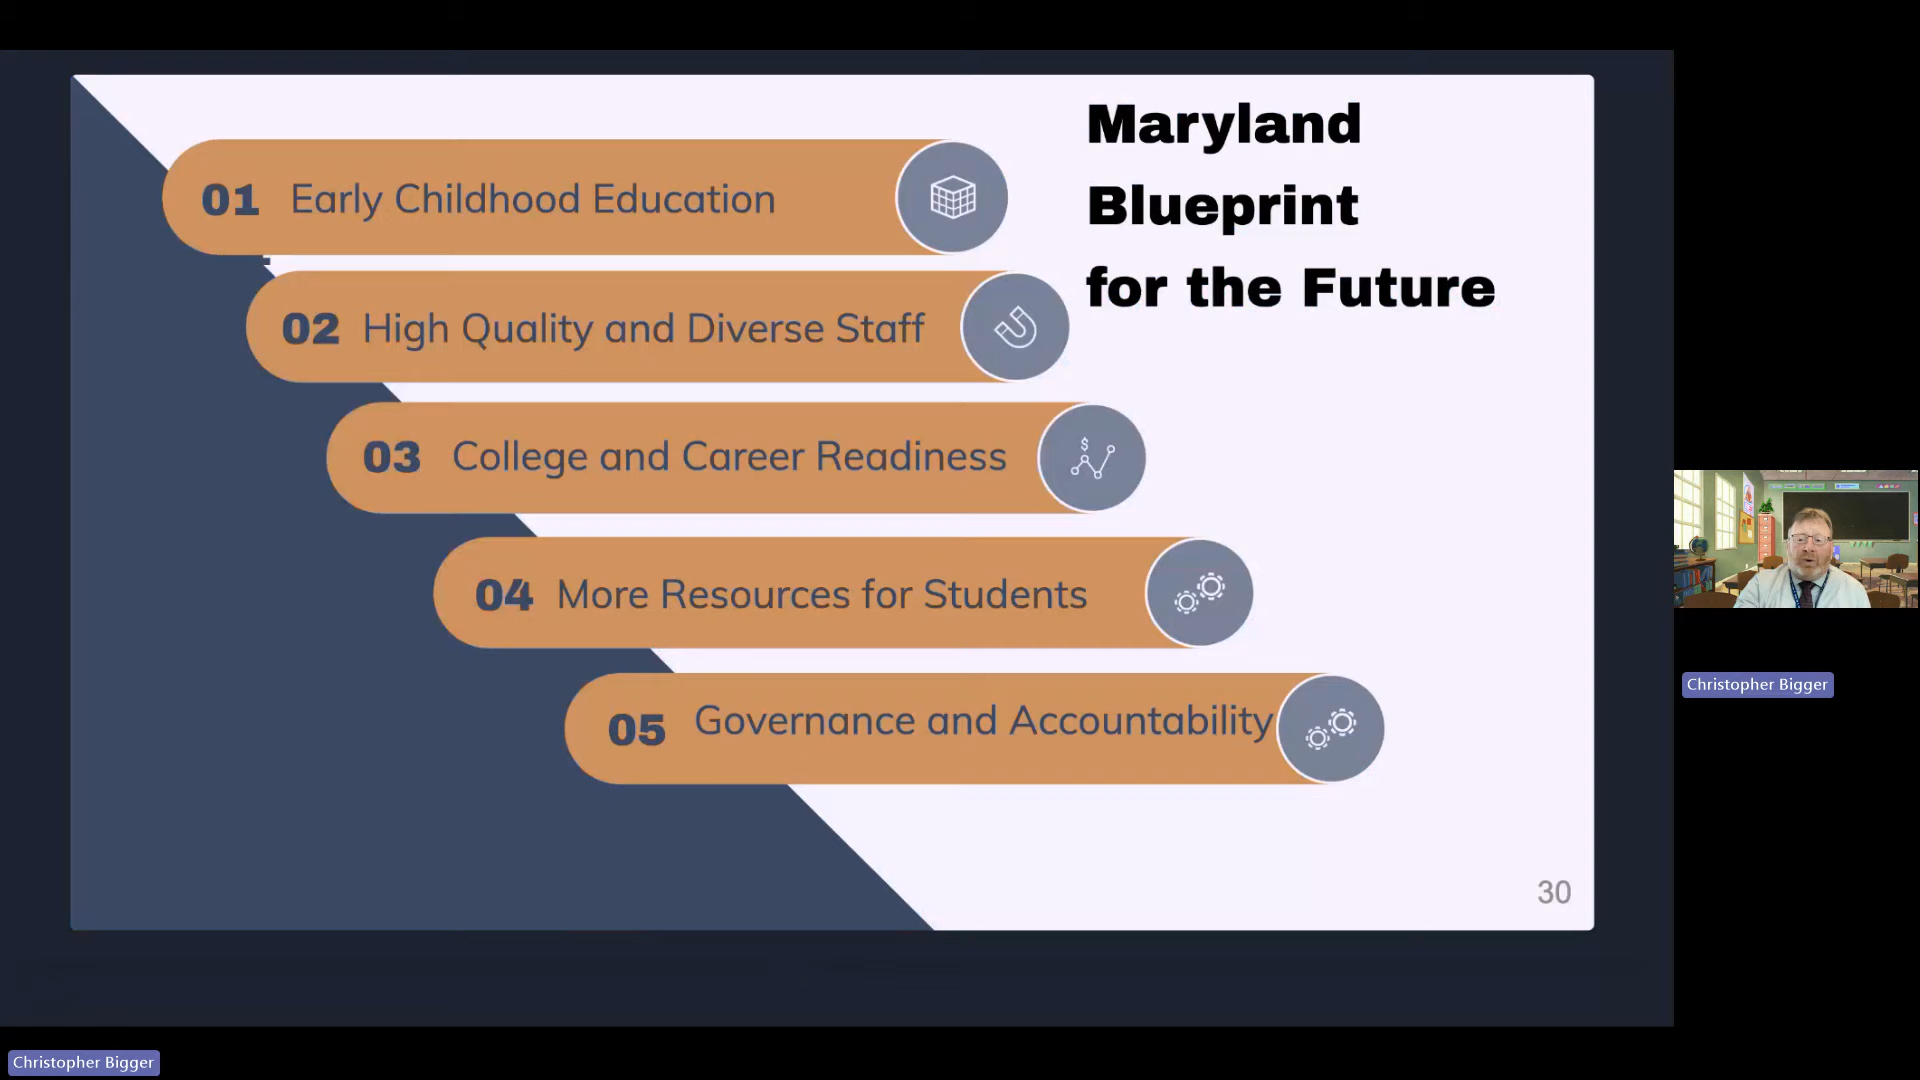 Maryland
Blueprint
for the Future
01 Early Childhood Education
02 High Quality and Diverse Staff
03 College and Career Readiness
$
04 More Resources for Students
05 Governance and Accountability
30
Christopher Bigger
Christopher Bigger